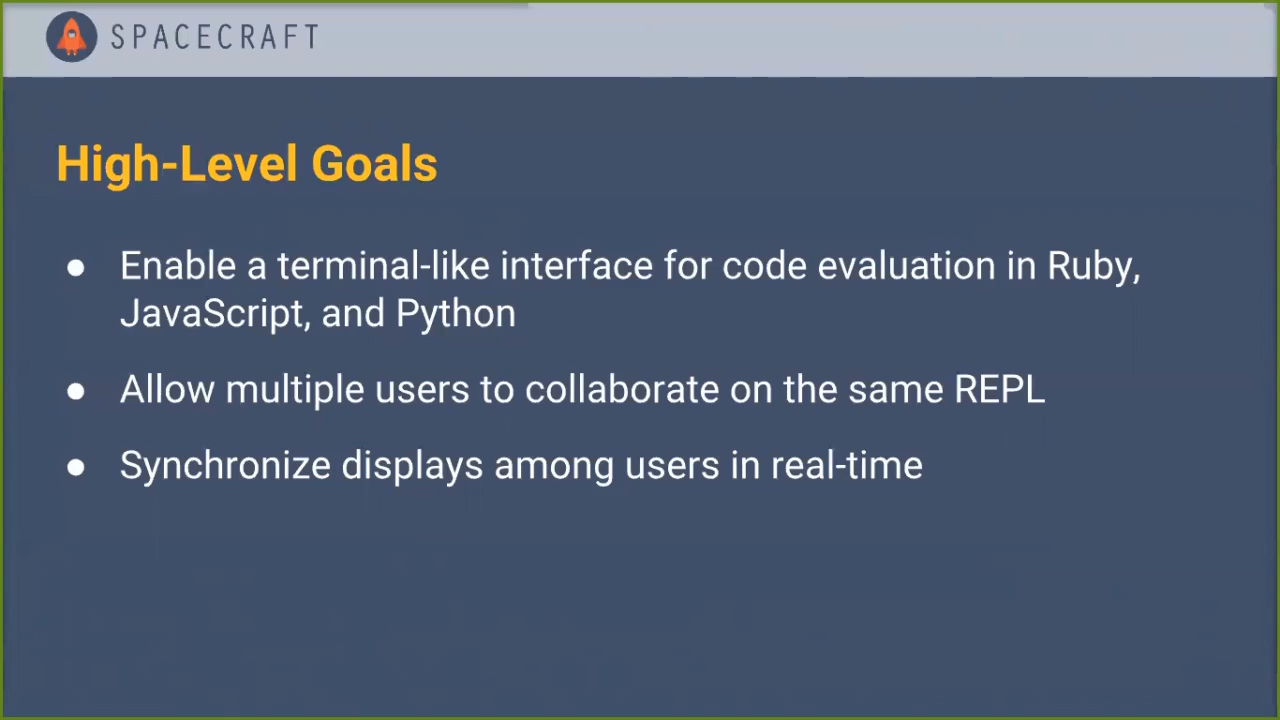 SPACECRAFT
High-Level Goals
● Enable a terminal-like interface for code evaluation in Ruby,
JavaScript, and Python
● Allow multiple users to collaborate on the same REPL
● Synchronize displays among users in real-time